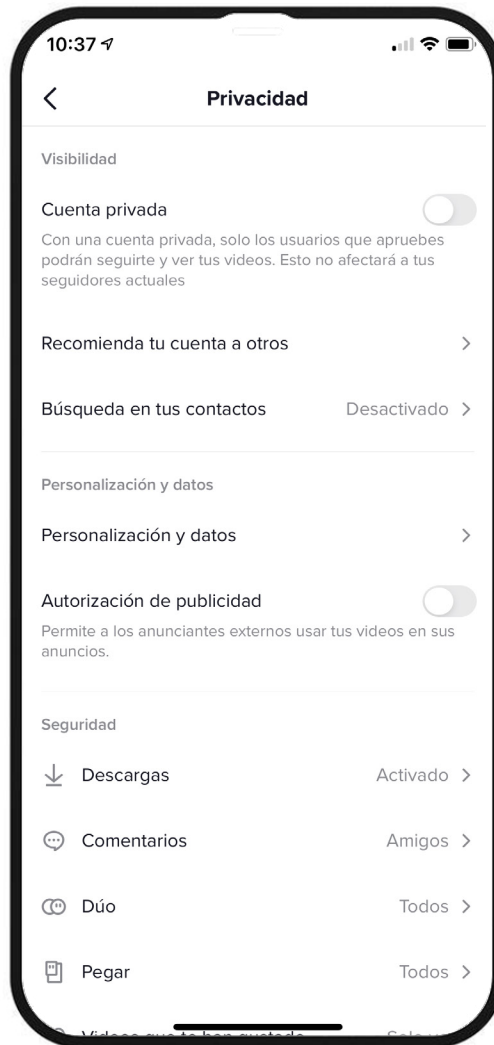 10:37
Privacidad
Visibilidad
Cuenta privada
Con una cuenta privada, solo los usuarios que apruebes
podrán seguirte y ver tus videos. Esto no afectará a tus
seguidores actuales
Recomienda tu cuenta a otros
Búsqueda en tus contactos Desactivado
Personalización y datos
Personalización y datos
Autorización de publicidad
Permite a los anunciantes externos usar tus videos en sus
anuncios.
Seguridad
Descargas Activado
Comentarios Amigos
Dúo Todos
Pegar Todos